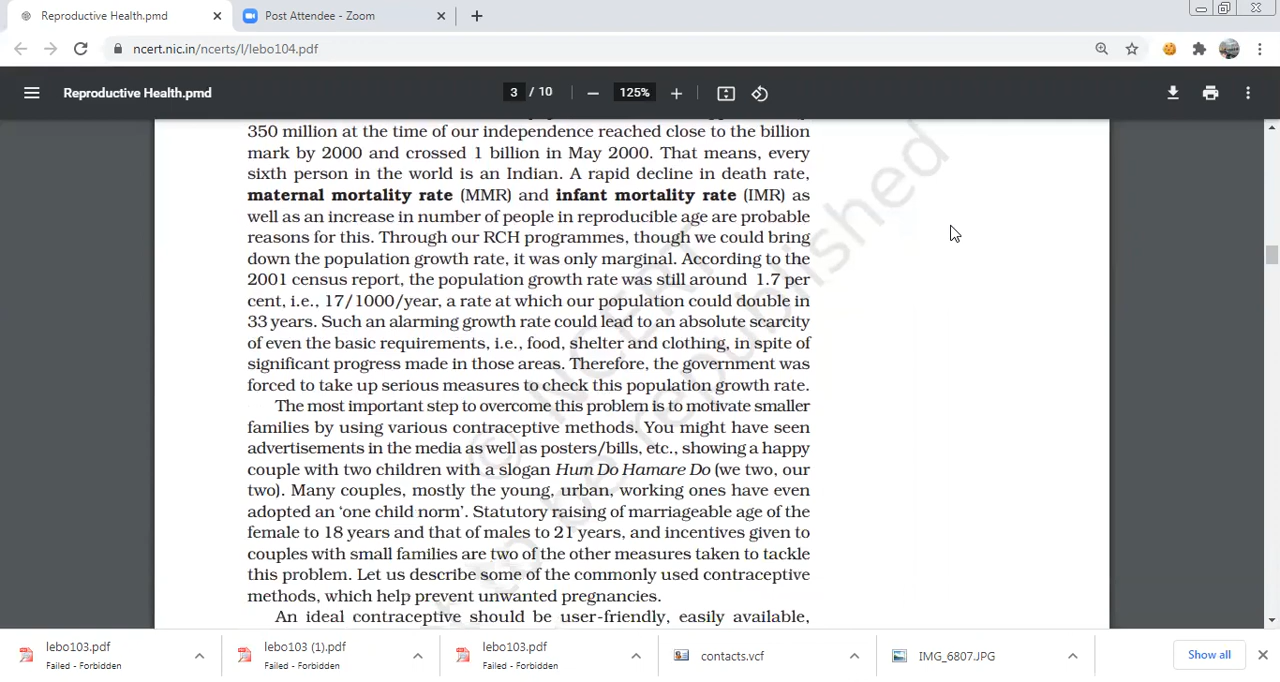 Reproductive Health.pmd
Post Attendee - Zoom
ncert.nic.in/ncerts/l/lebo104.pdf
Reproductive Health.pmd
3 / 10
125%
350 million at the time of our independence reached close to the billion
mark by 2000 and crossed 1 billion in May 2000. That means, every
sixth person in the world is an Indian. A rapid decline in death rate,
maternal mortality rate (MMR) and infant mortality rate (IMR) as
well as an increase in number of people in reproducible age are probable
reasons for this. Through our RCH programmes, though we could bring
down the population growth rate, it was only marginal. According to the
2001 census report, the population growth rate was still around 1.7 per
cent, i.e., 17/1000/year, a rate at which our population could double in
33 years. Such an alarming growth rate could lead to an absolute scarcity
of even the basic requirements, i.e., food, shelter and clothing, in spite of
significant progress made in those areas. Therefore, the government was
forced to take up serious measures to check this population growth rate.
The most important step to overcome this problem is to motivate smaller
families by using various contraceptive methods. You might have seen
advertisements in the media as well as posters/bills, etc., showing a happy
couple with two children with a slogan Hum Do Hamare Do (we two, our
two). Many couples, mostly the young, urban, working ones have even
adopted an ‘one child norm’. Statutory raising of marriageable age of the
female to 18 years and that of males to 21 years, and incentives given to
couples with small families are two of the other measures taken to tackle
this problem. Let us describe some of the commonly used contraceptive
methods, which help prevent unwanted pregnancies.
An ideal contraceptive should be user-friendly, easily available,
© NCERT
to be republished
lebo103.pdf
Failed - Forbidden
lebo103 (1).pdf
Failed - Forbidden
lebo103.pdf
Failed - Forbidden
contacts.vcf
IMG_6807.JPG
Show all